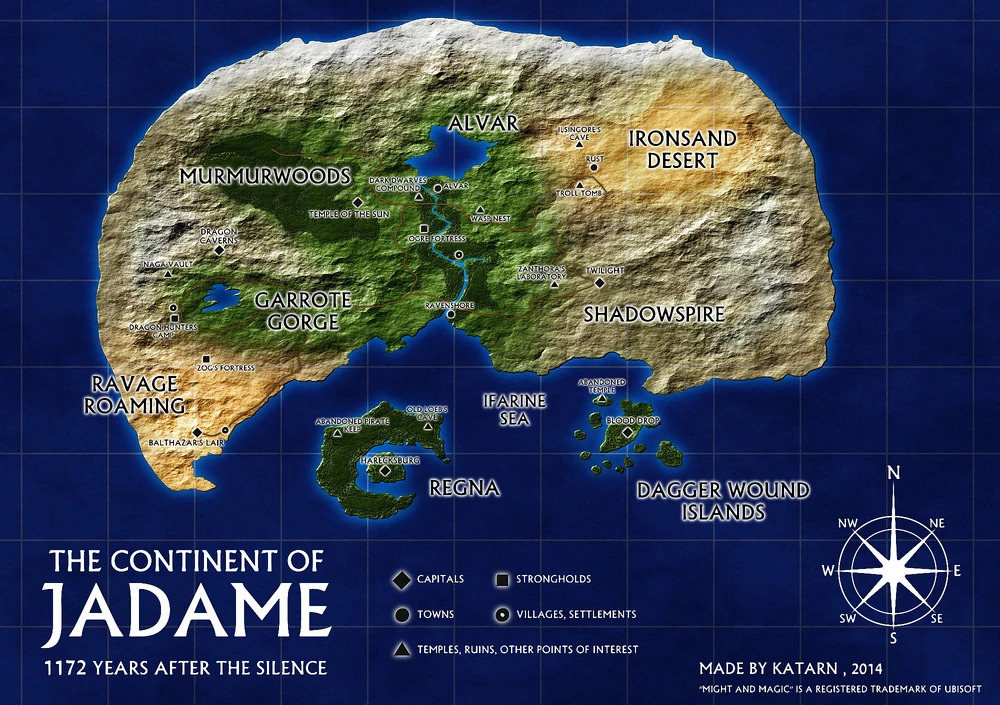 ALVAR
ILSINGORE'S
CAVE
IRONSAND
DESERT
RUST
MURMURWOODS
DARK DWARVES
COMPOUND
ALVAR
TROLL TOMB
TEMPLE OF THE SUN
WASP NEST
DRAGON
CAVERNS
OGRE FORTRESS
NAGA VAULT
ZANTHORA'S
LABORATORY
TWILIGHT
GARROTE
GORGE
RAVENSHORE
SHADOWSPIRE
DRAGON HUNTERS
CAMP
ZOG'S FORTRESS
RAVAGE
ROAMING
ABANDONED
TEMPLE
IFARINE
SEA
OLD LOEB'S
CAVE
ABANDONED PIRATE
KEEP
BLOOD DROP
BALTHAZAR'S LAIR
HARECKSBURG
REGNA
DAGGER WOUND
ISLANDS
N
NW
NE
W
E
SW
SE
S
THE CONTINENT OF
JADAME
1172 YEARS AFTER THE SILENCE
CAPITALS
STRONGHOLDS
TOWNS
VILLAGES, SETTLEMENTS
TEMPLES, RUINS, OTHER POINTS OF INTEREST
MADE BY KATARN , 2014
"MIGHT AND MAGIC" IS A REGISTERED TRADEMARK OF UBISOFT